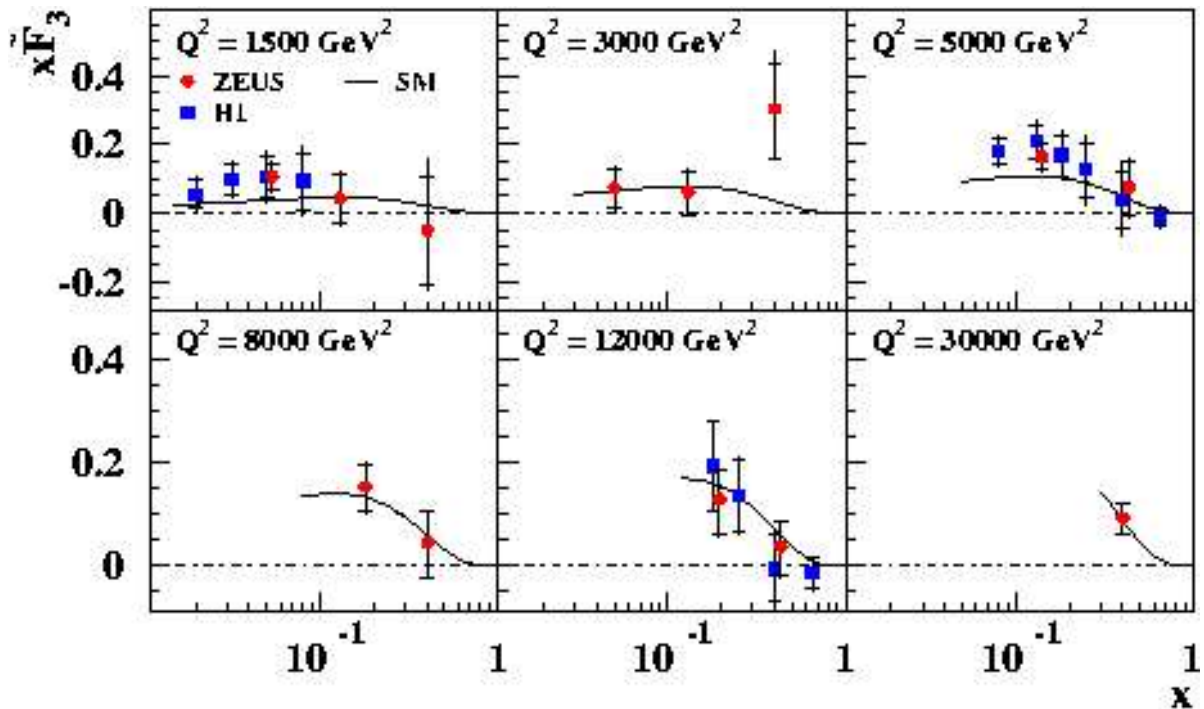 xF̃₃
Q² = 1500 GeV²
Q² = 3000 GeV²
Q² = 5000 GeV²
ZEUS
SM
H1
0.4
0.2
0
-0.2
Q² = 8000 GeV²
Q² = 12000 GeV²
Q² = 30000 GeV²
0.4
0.2
0
10⁻¹
1
10⁻¹
1
10⁻¹
1
x